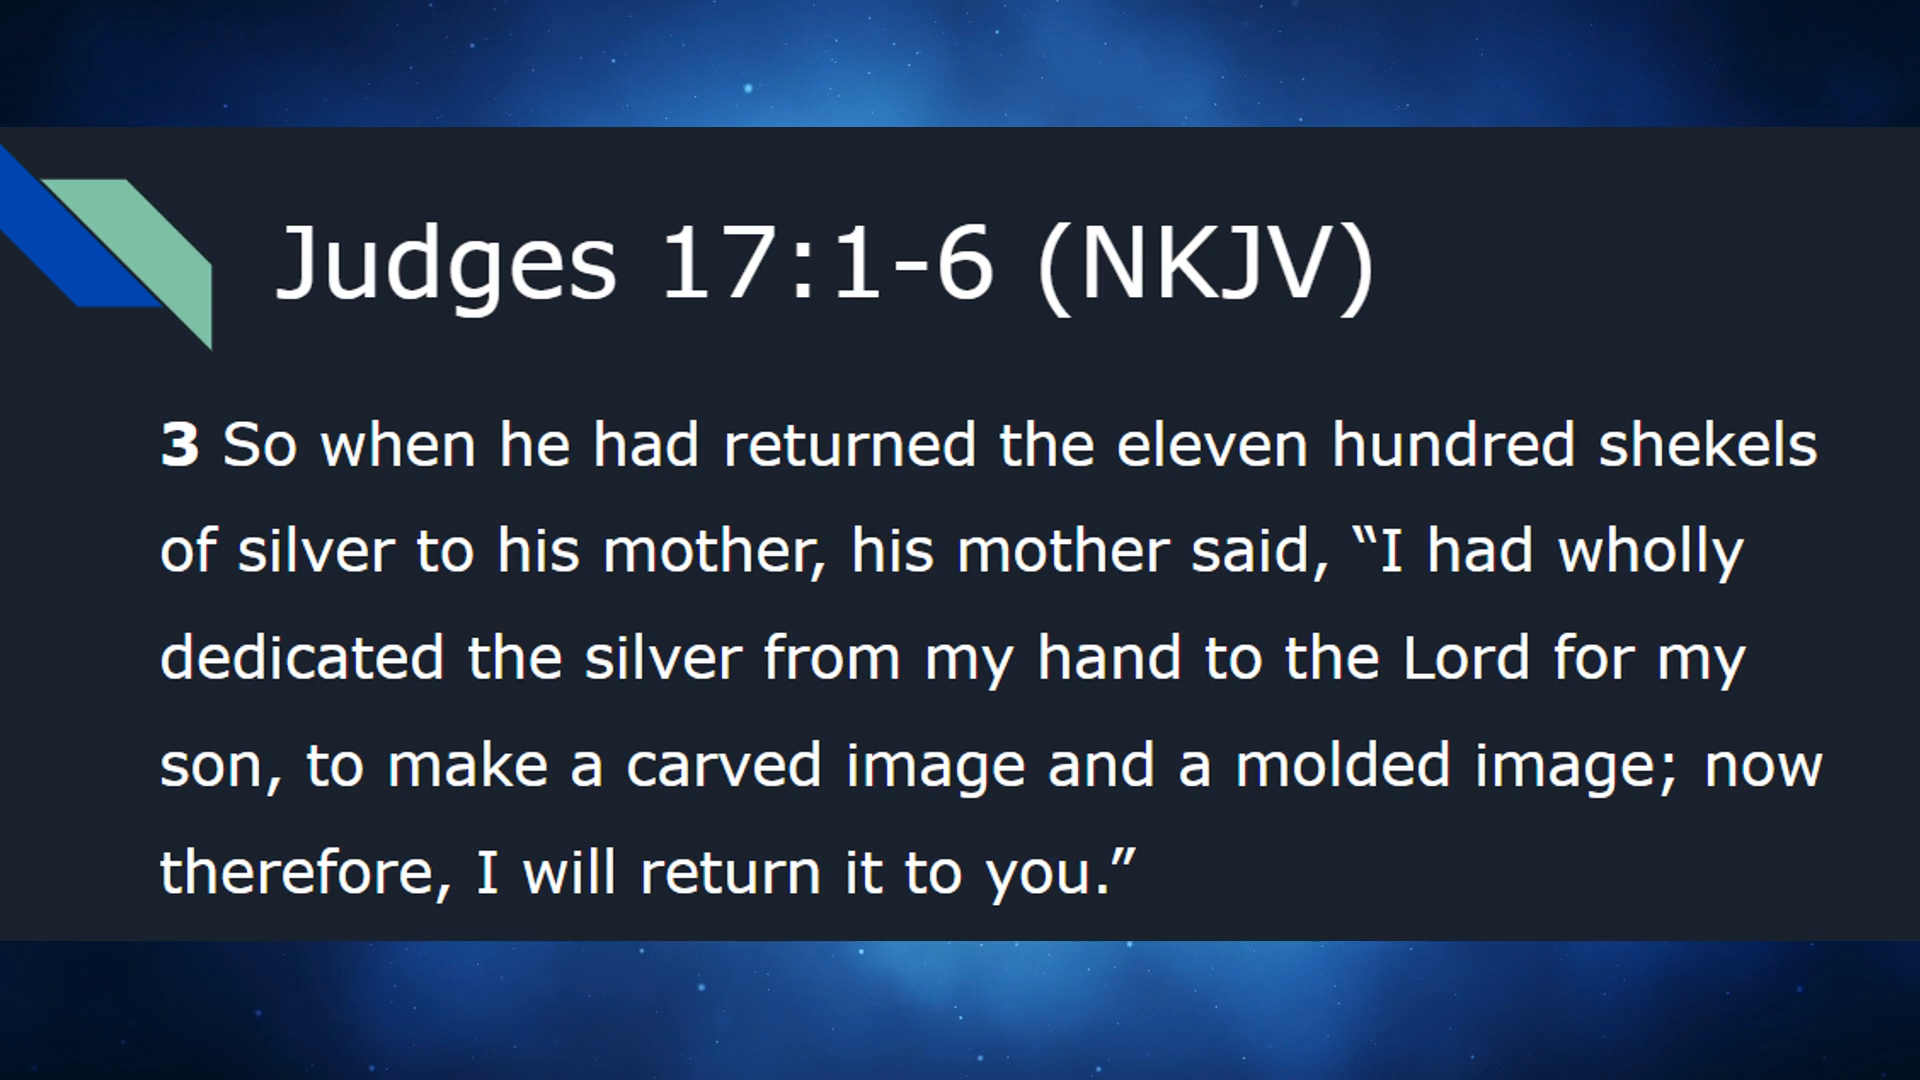 Judges 17:1-6 (NKJV)
3 So when he had returned the eleven hundred shekels
of silver to his mother, his mother said, “I had wholly
dedicated the silver from my hand to the Lord for my
son, to make a carved image and a molded image; now
therefore, I will return it to you.”